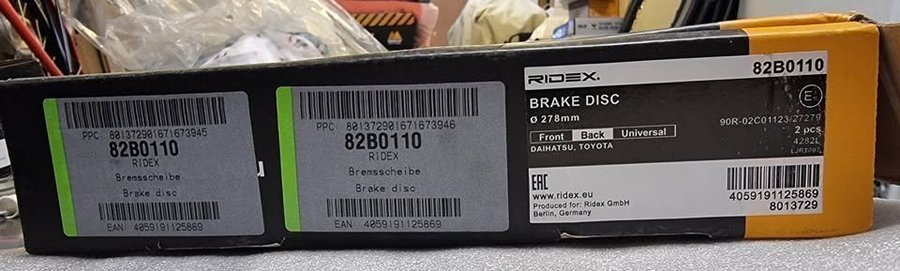 PPC: 8013729016716739​45
82B0110
RIDEX
Bremsscheibe
Brake disc
EAN 4059191125869
PPC: 801372901671673946
82B0110
RIDEX
Bremsscheibe
Brake disc
EAN 4059191125869
RIDEX. 82B0110
BRAKE DISC
ø 278mm
90R-02C01123/27279
Front Back Universal
2 pcs
DAIHATSU, TOYOTA
4282L
EAC
www.ridex.eu
Produced for: Ridex GmbH
Berlin, Germany
4059191125869
8013729